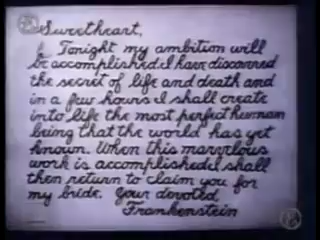 Sweetheart,
Tonight my ambition will
be accomplished. I have discovered
the secret of life and death and
in a few hours I shall create
into life the most perfect human
being that the world has yet
known. When this marvelous
work is accomplished I shall
then return to claim you for
my bride. Your devoted
Frankenstein